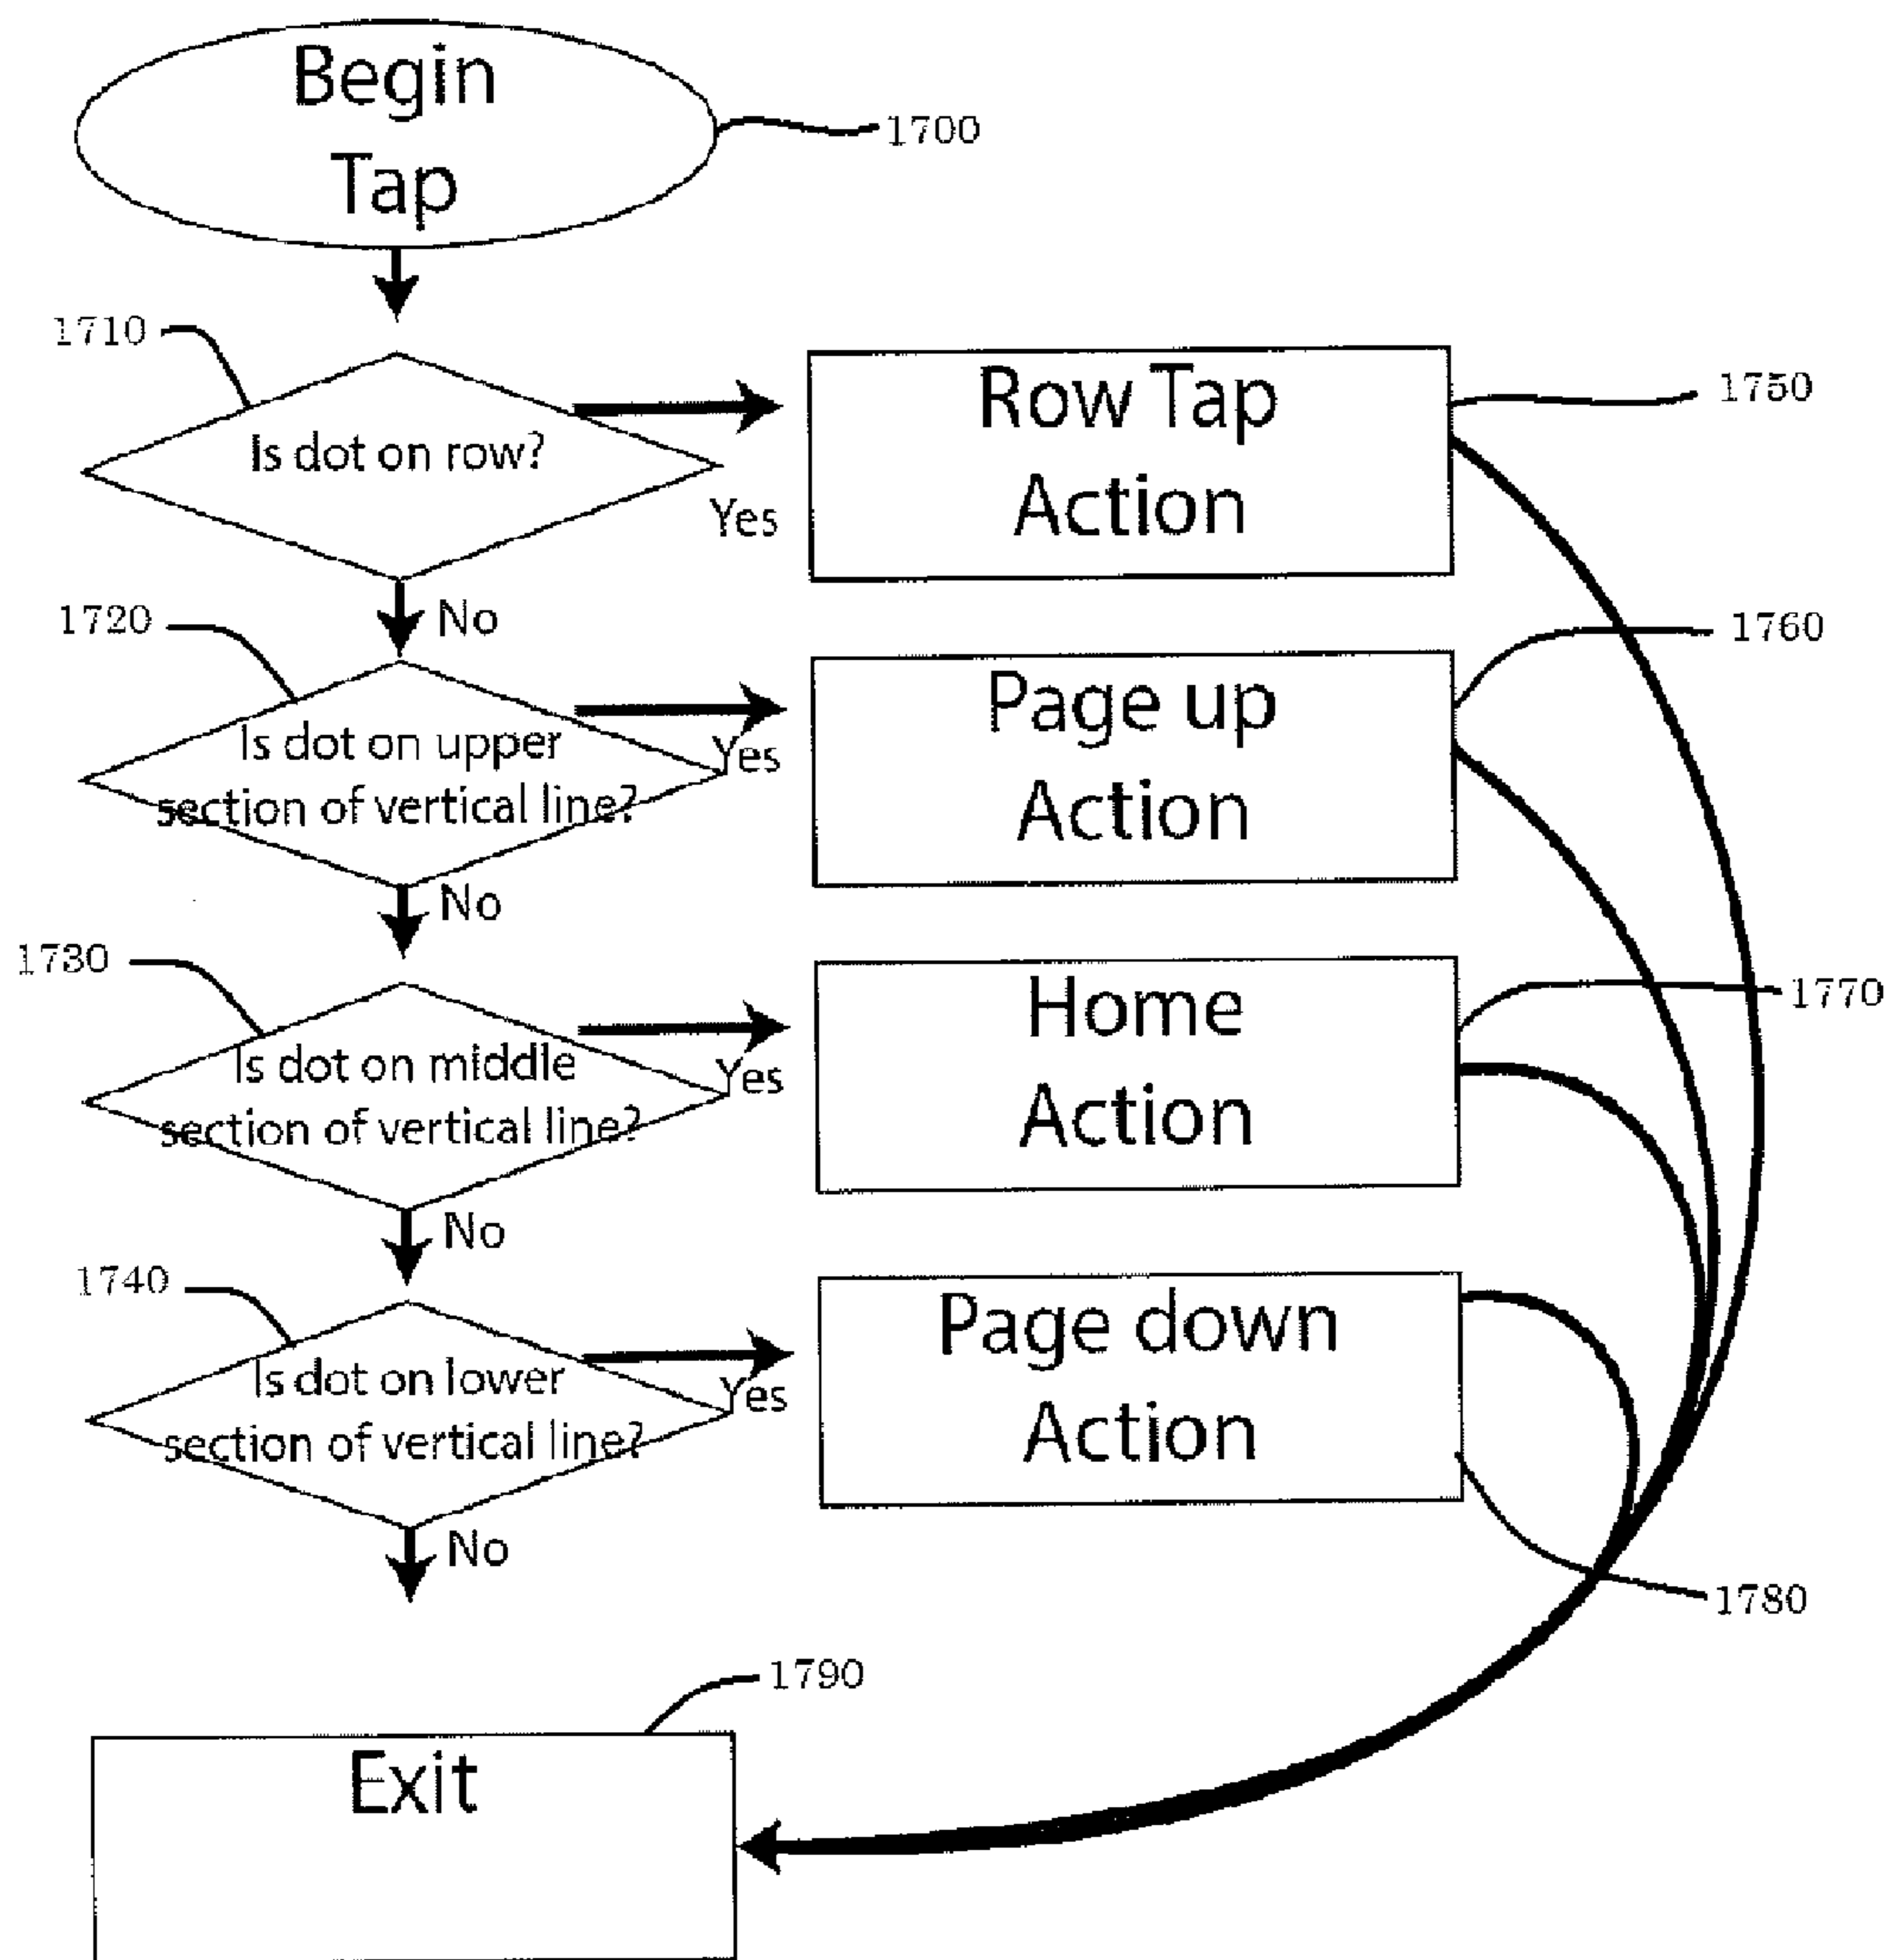 Begin
Tap
1700
1710
Is dot on row?
Yes
Row Tap
Action
1750
No
1720
Is dot on upper
section of vertical line?
Yes
Page up
Action
1760
No
1730
Is dot on middle
section of vertical line?
Yes
Home
Action
1770
No
1740
Is dot on lower
section of vertical line?
Yes
Page down
Action
1780
No
1790
Exit